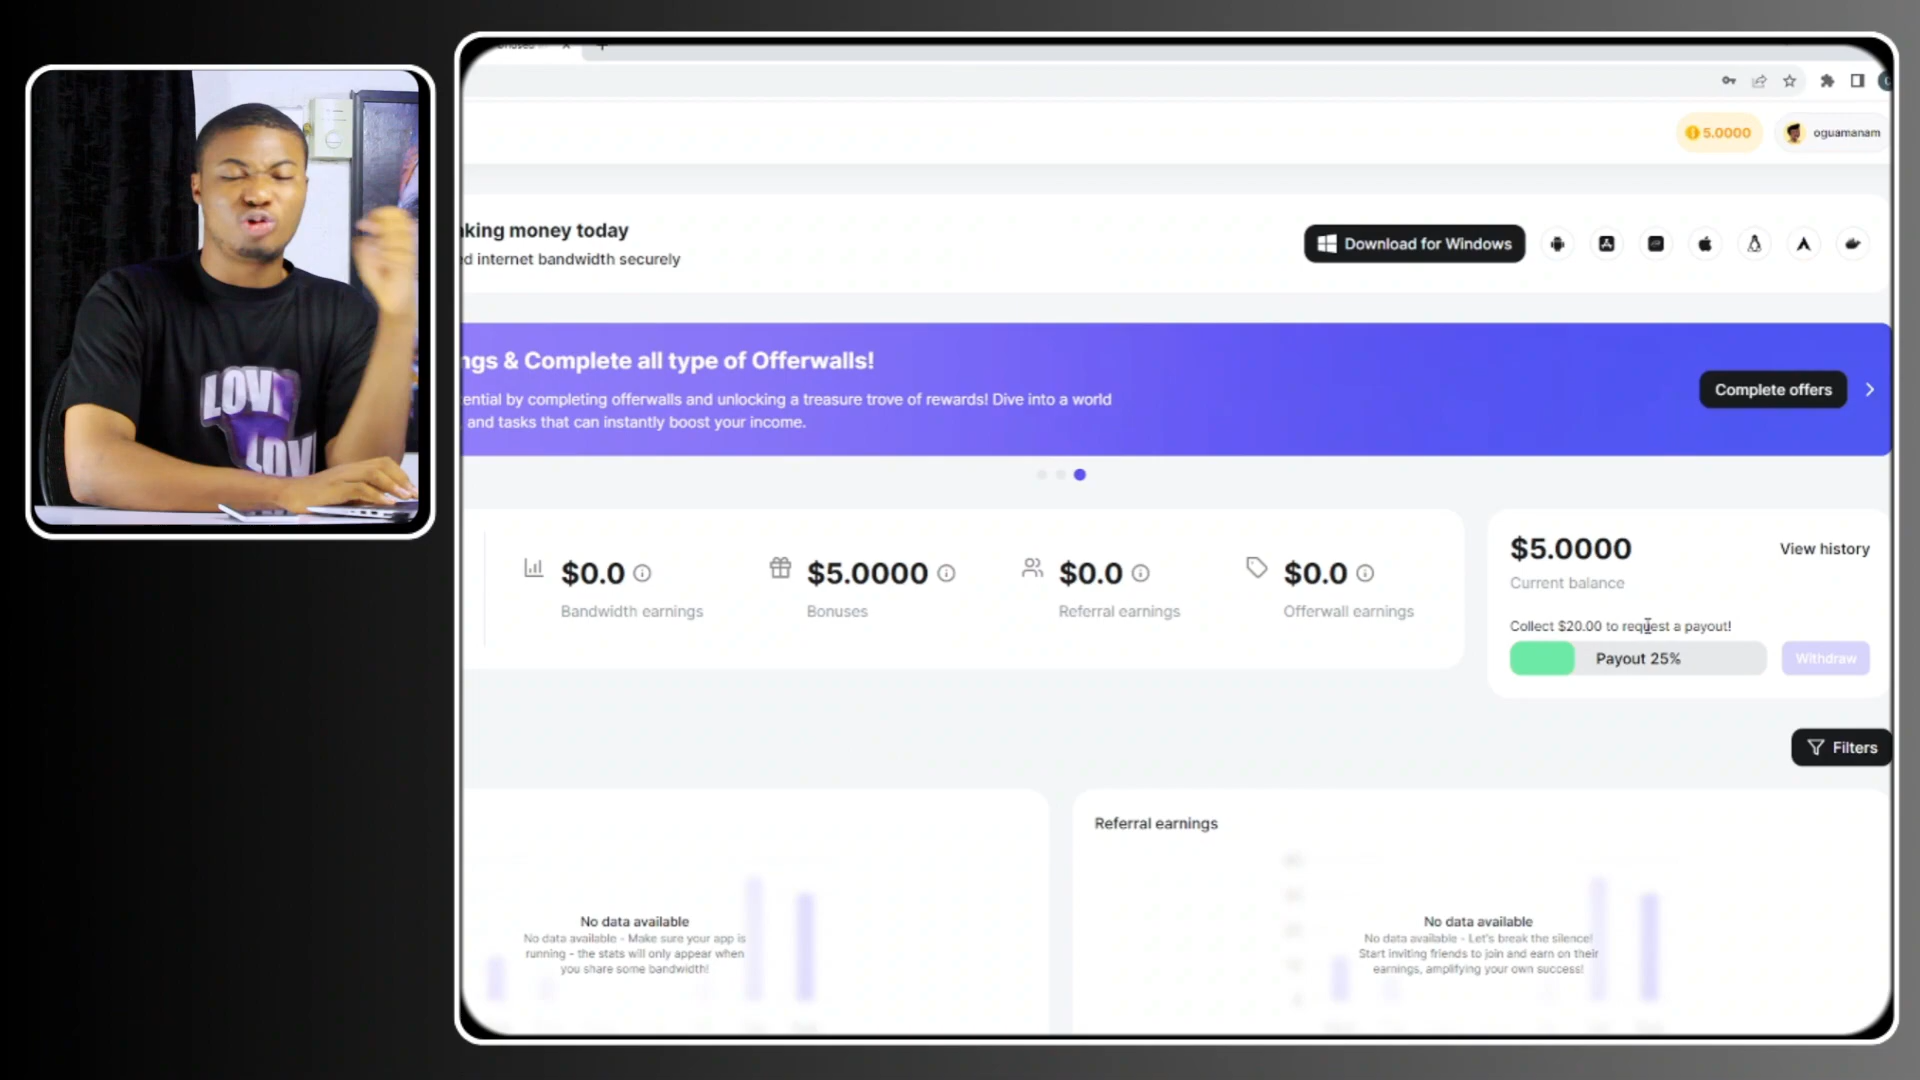 5.0000
oguamanam
king money today
Download for Windows
d internet bandwidth securely
ngs & Complete all type of Offerwalls!
ential by completing offerwalls and unlocking a treasure trove of rewards! Dive into a world
and tasks that can instantly boost your income.
Complete offers
$0.0
Bandwidth earnings
$5.0000
Bonuses
$0.0
Referral earnings
$0.0
Offerwall earnings
$5.0000
View history
Current balance
Collect $20.00 to request a payout!
Payout 25%
Withdraw
Filters
No data available
No data available - Make sure your app is
running - the stats will only appear when
you share some bandwidth!
Referral earnings
No data available
No data available - Let's break the silence!
Start inviting friends to join and earn on their
earnings, amplifying your own success!
LOVE
LOVE